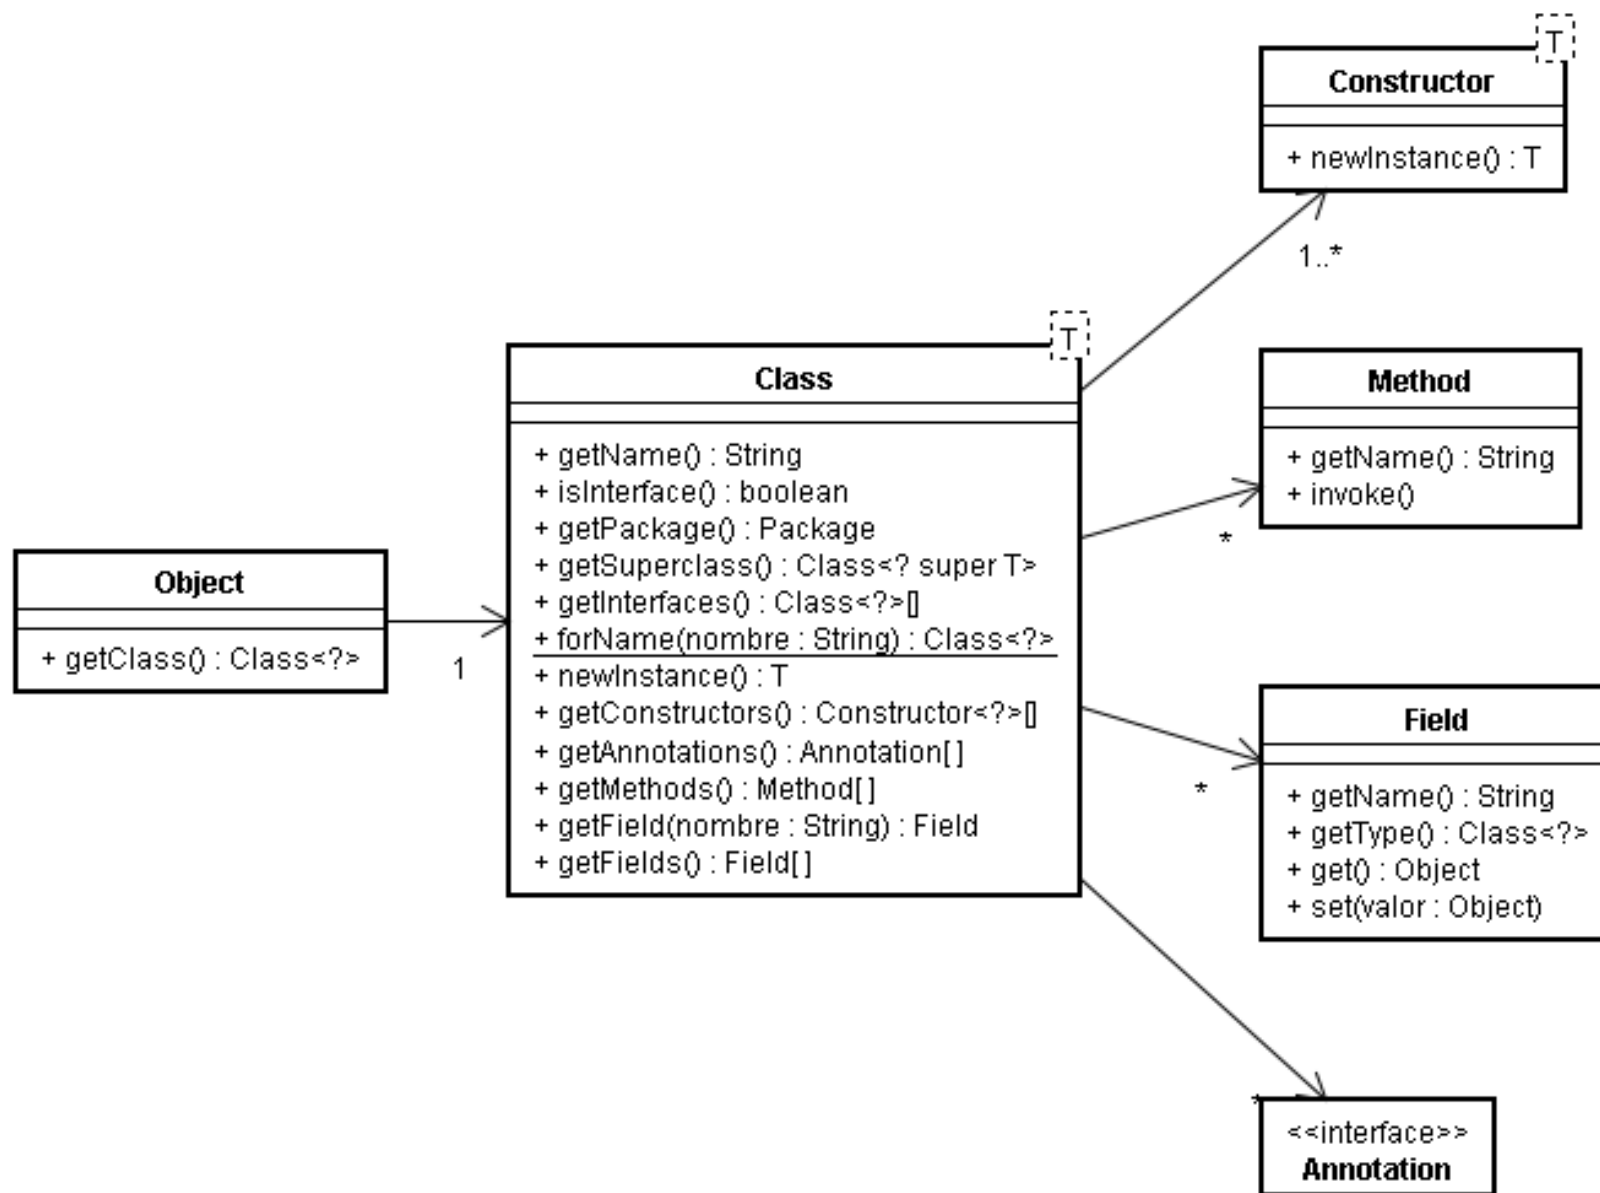 T
Constructor
+ newInstance() : T
1..*
T
Class
+ getName() : String
+ isInterface() : boolean
+ getPackage() : Package
+ getSuperclass() : Class<? super T>
+ getInterfaces() : Class<?>[]
+ forName(nombre : String) : Class<?>
+ newInstance() : T
+ getConstructors() : Constructor<?>[]
+ getAnnotations() : Annotation[ ]
+ getMethods() : Method[ ]
+ getField(nombre : String) : Field
+ getFields() : Field[ ]
Method
+ getName() : String
+ invoke()
*
Object
+ getClass() : Class<?>
1
Field
+ getName() : String
+ getType() : Class<?>
+ get() : Object
+ set(valor : Object)
*
*
<<interface>>
Annotation